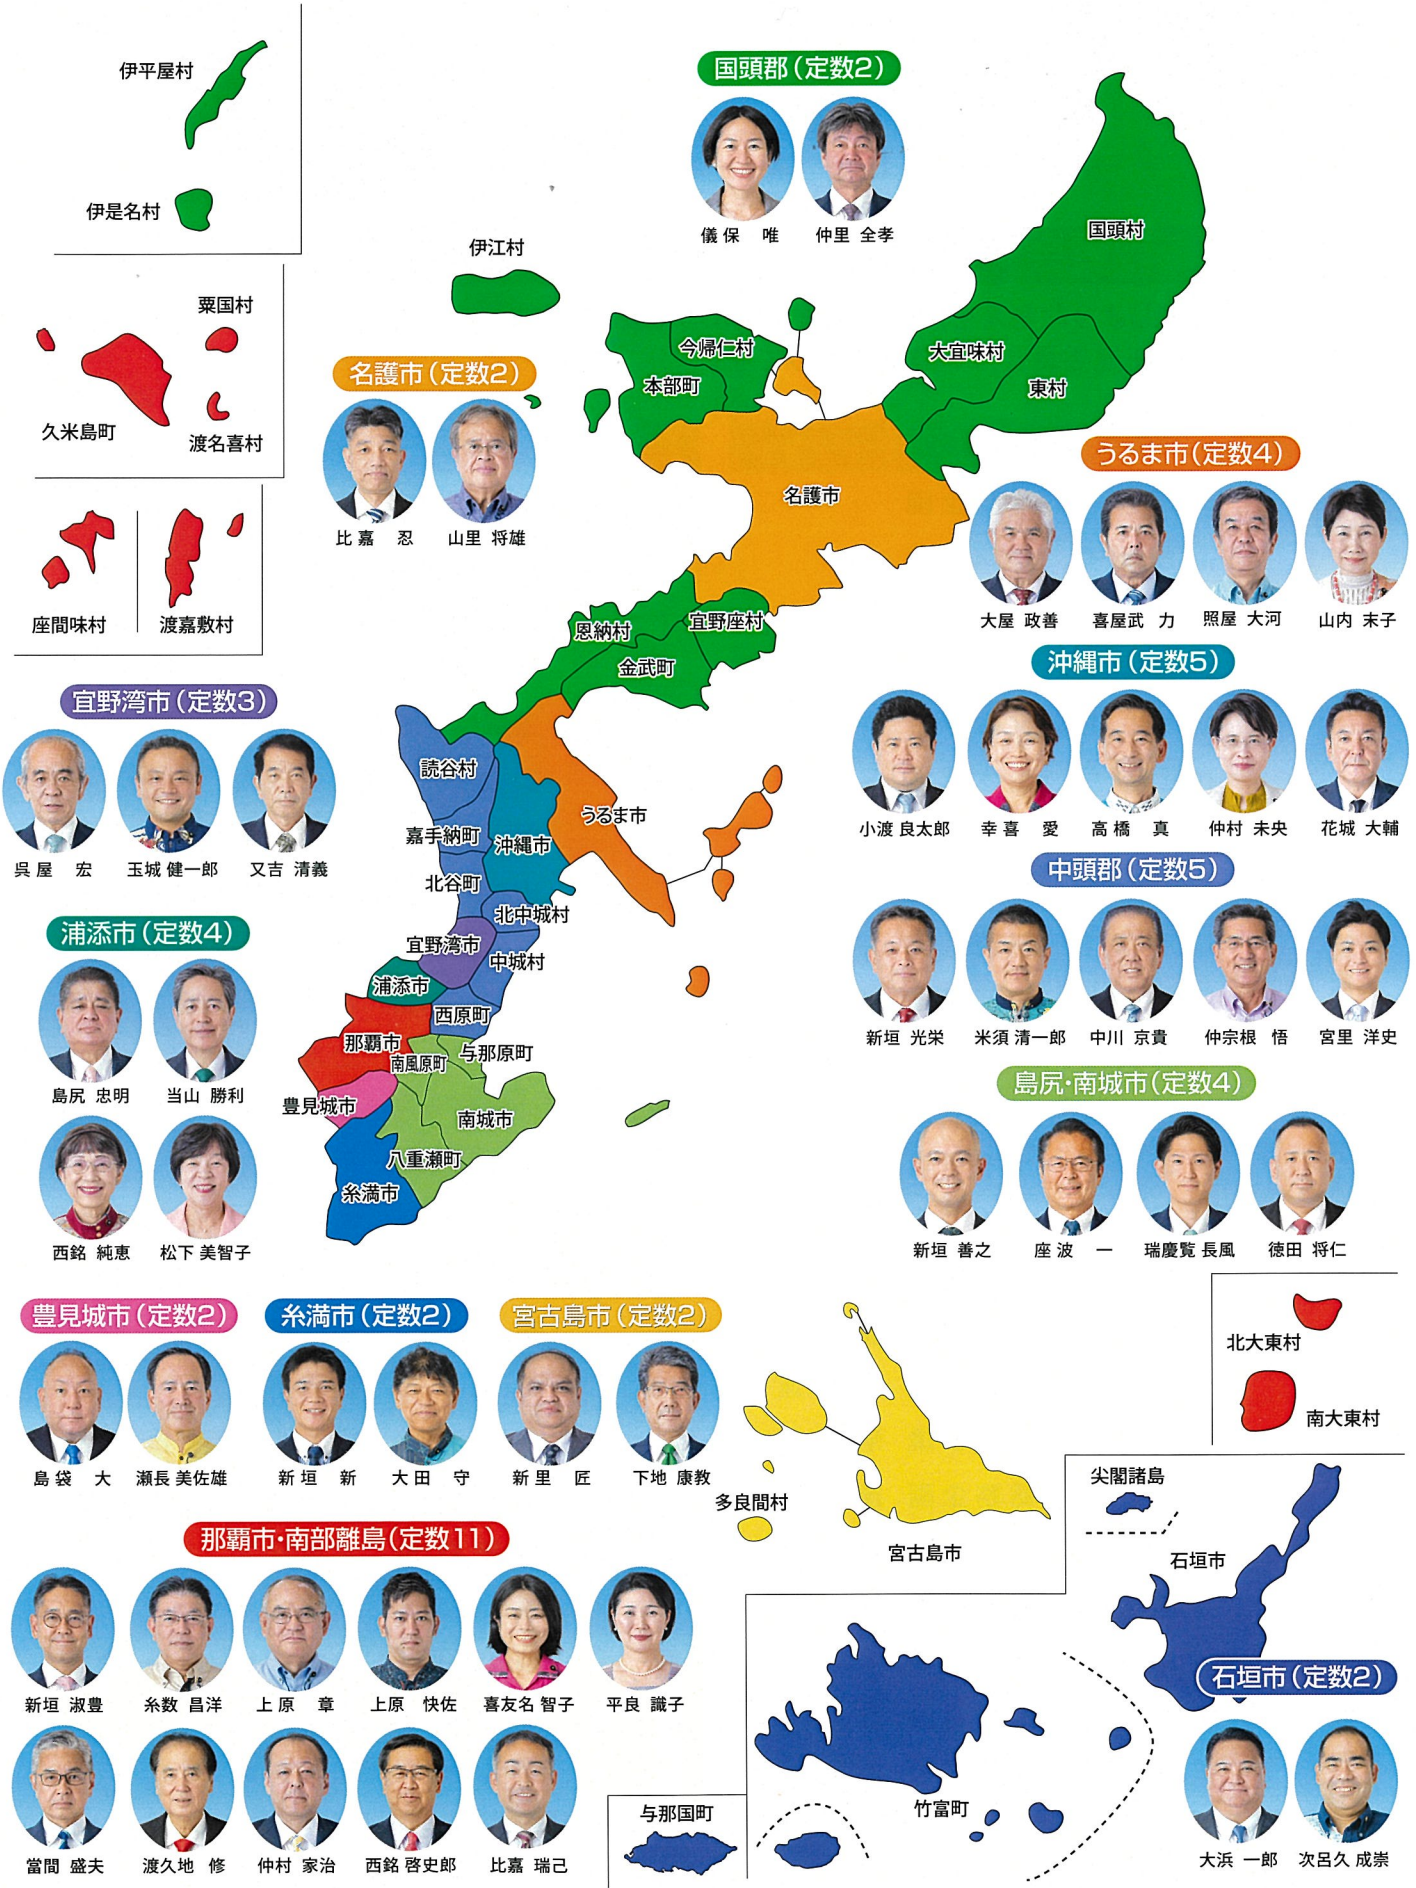 伊平屋村
伊是名村
粟国村
久米島町
渡名喜村
座間味村
渡嘉敷村
伊江村
国頭郡(定数2)
儀保 唯
仲里 全孝
国頭村
大宜味村
東村
今帰仁村
本部町
名護市(定数2)
比嘉 忍
山里 将雄
名護市
うるま市(定数4)
大屋 政善
喜屋武 力
照屋 大河
山内 末子
恩納村
宜野座村
金武町
沖縄市(定数5)
小渡 良太郎
幸喜 愛
高橋 真
仲村 未央
花城 大輔
宜野湾市(定数3)
呉屋 宏
玉城 健一郎
又吉 清義
読谷村
嘉手納町
沖縄市
うるま市
北谷町
北中城村
宜野湾市
中城村
浦添市
西原町
那覇市
南風原町
与那原町
豊見城市
南城市
八重瀬町
糸満市
中頭郡(定数5)
新垣 光栄
米須 清一郎
中川 京貴
仲宗根 悟
宮里 洋史
浦添市(定数4)
島尻 忠明
当山 勝利
西銘 純恵
松下 美智子
島尻・南城市(定数4)
新垣 善之
座波 一
瑞慶覧 長風
徳田 将仁
豊見城市(定数2)
島袋 大
瀬長 美佐雄
糸満市(定数2)
新垣 新
大田 守
宮古島市(定数2)
新里 匠
下地 康教
多良間村
宮古島市
北大東村
南大東村
那覇市・南部離島(定数11)
新垣 淑豊
糸数 昌洋
上原 章
上原 快佐
喜友名 智子
平良 識子
當間 盛夫
渡久地 修
仲村 家治
西銘 啓史郎
比嘉 瑞己
尖閣諸島
石垣市
石垣市(定数2)
大浜 一郎
次呂久 成崇
竹富町
与那国町